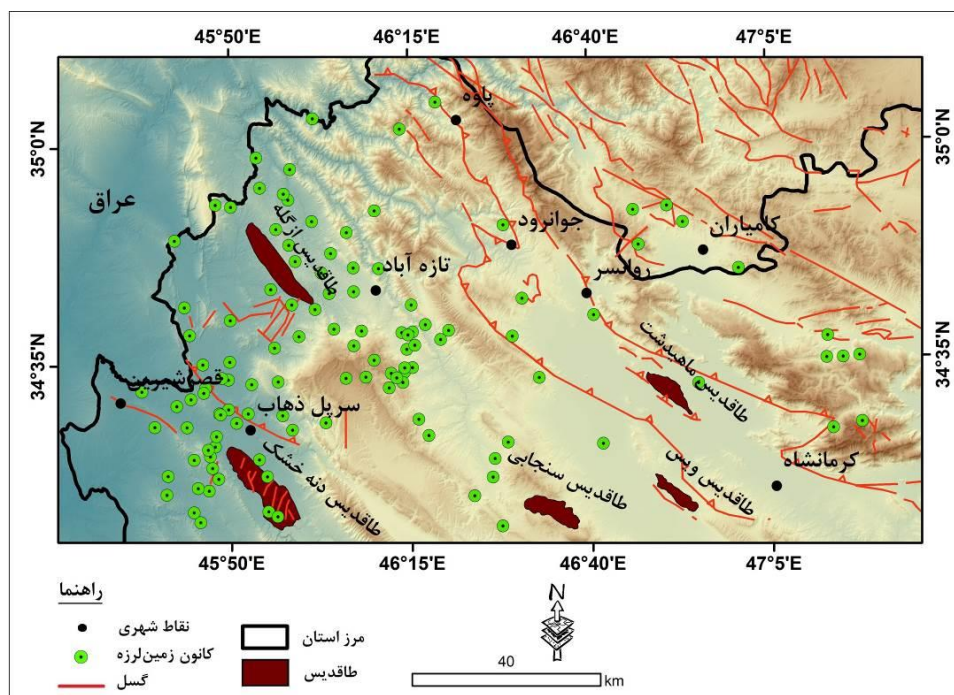 45°50'E 46°15'E 46°40'E 47°5'E
35°0'N
35°0'N
34°35'N
34°35'N
پاوه
عراق
جوانرود
کامیاران
تازه آباد
روانسر
طاقدیس ازگله
قصرشیرین
سرپل ذهاب
طاقدیس ماهیدشت
کرمانشاه
طاقدیس ویس
طاقدیس سنجابی
طاقدیس دنه خشک
45°50'E 46°15'E 46°40'E 47°5'E
راهنما
نقاط شهری
کانون زمین‌لرزه
گسل
مرز استان
طاقدیس
N
40
km